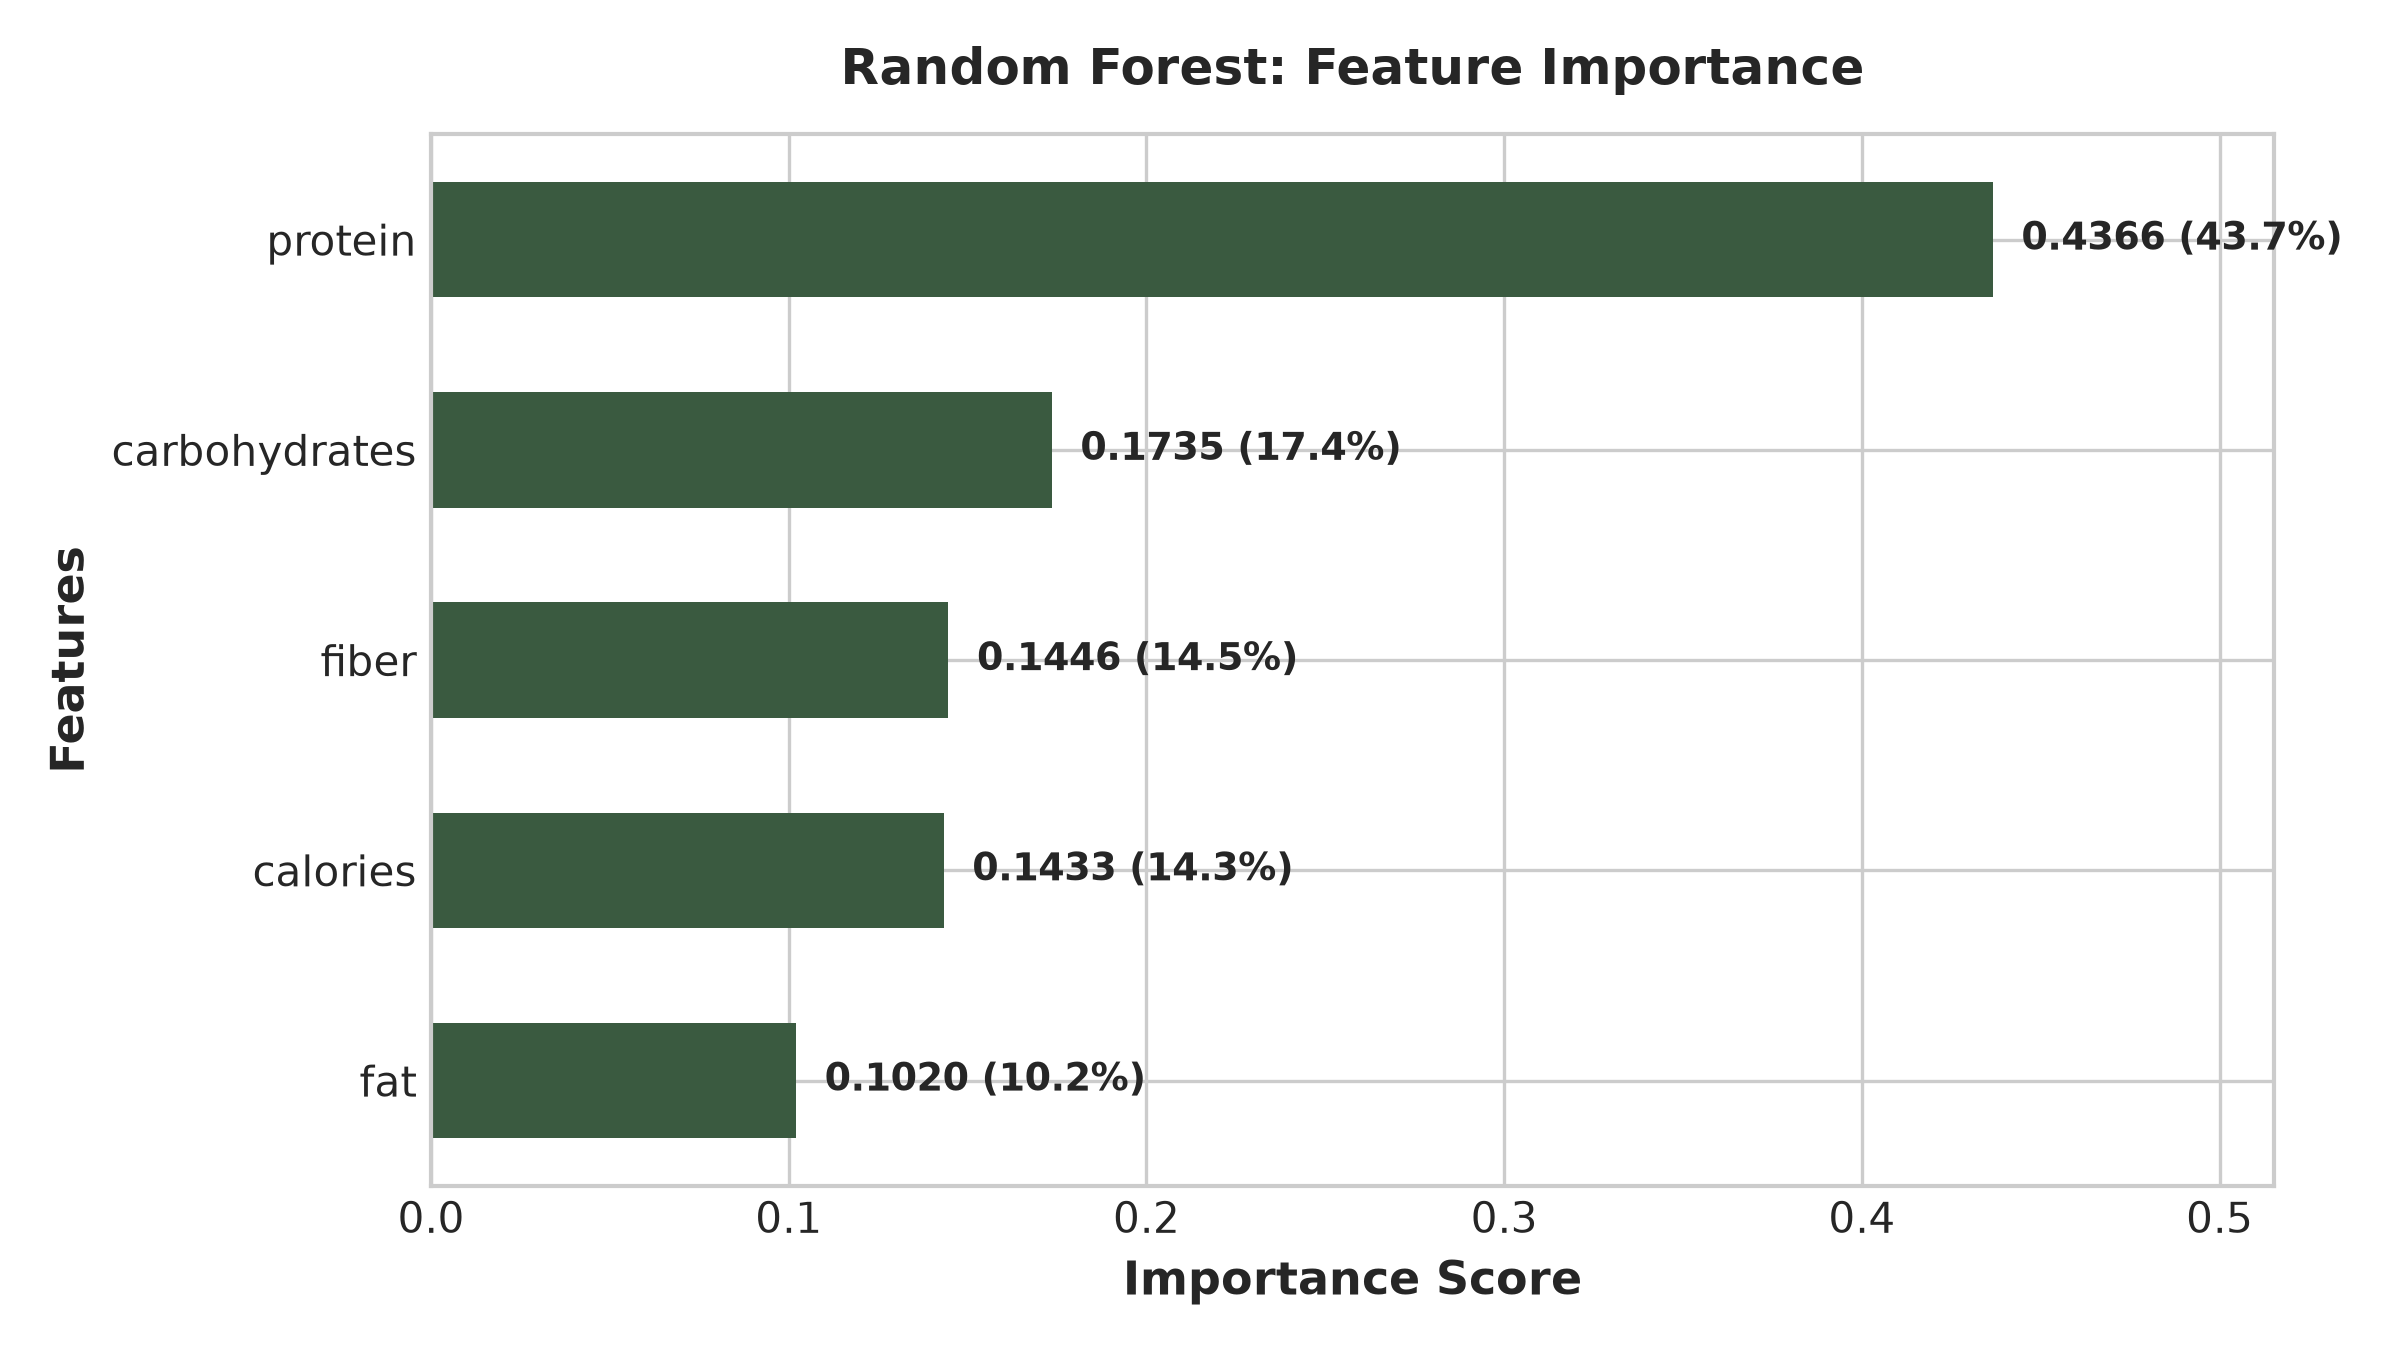 Random Forest: Feature Importance
protein
0.4366 (43.7%)
carbohydrates
0.1735 (17.4%)
fiber
0.1446 (14.5%)
calories
0.1433 (14.3%)
fat
0.1020 (10.2%)
Features
0.0 0.1 0.2 0.3 0.4 0.5
Importance Score